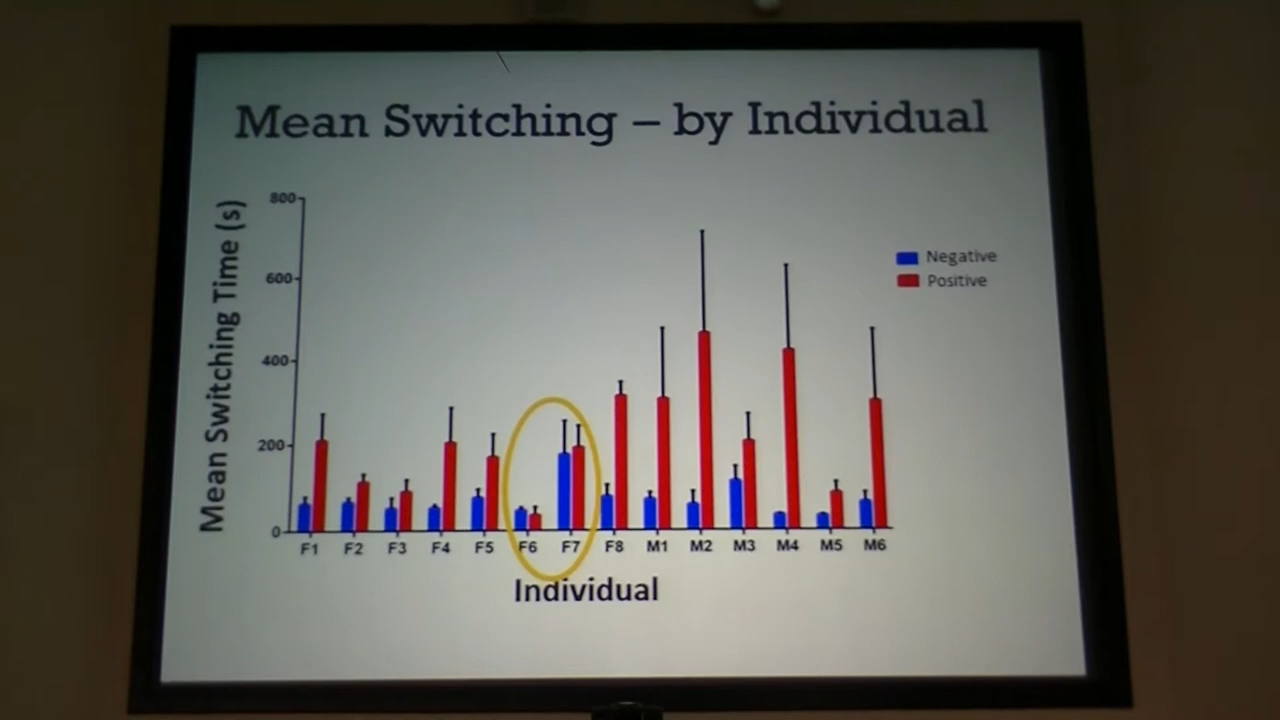 Mean Switching – by Individual
Mean Switching Time (s)
800
600
400
200
0
Negative
Positive
F1 F2 F3 F4 F5 F6 F7 F8 M1 M2 M3 M4 M5 M6
Individual